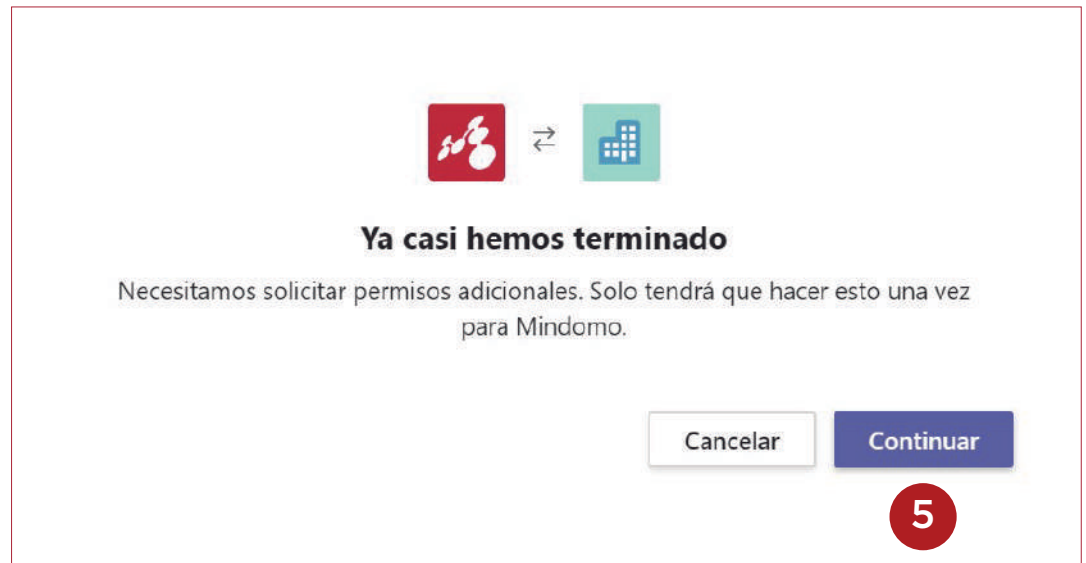 Ya casi hemos terminado
Necesitamos solicitar permisos adicionales. Solo tendrá que hacer esto una vez
para Mindomo.
Cancelar
Continuar
5